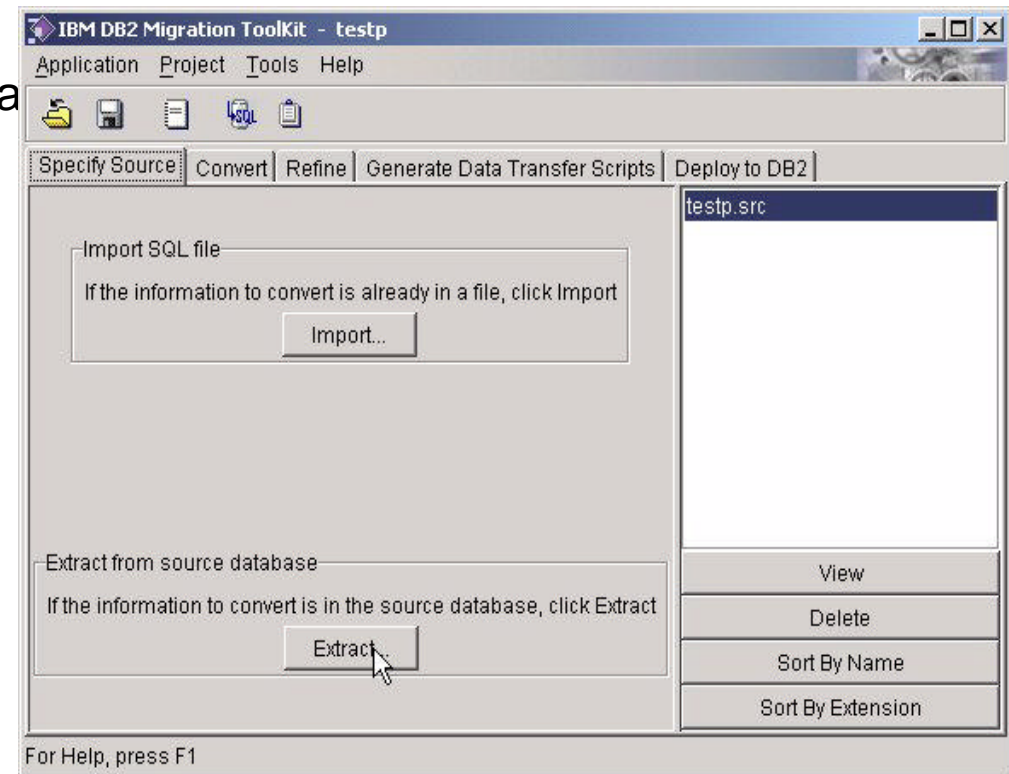 IBM DB2 Migration ToolKit - testp
Application Project Tools Help
a
SQL
Specify Source Convert Refine Generate Data Transfer Scripts Deploy to DB2
testp.src
Import SQL file
If the information to convert is already in a file, click Import
Import...
Extract from source database
If the information to convert is in the source database, click Extract
Extract...
View
Delete
Sort By Name
Sort By Extension
For Help, press F1